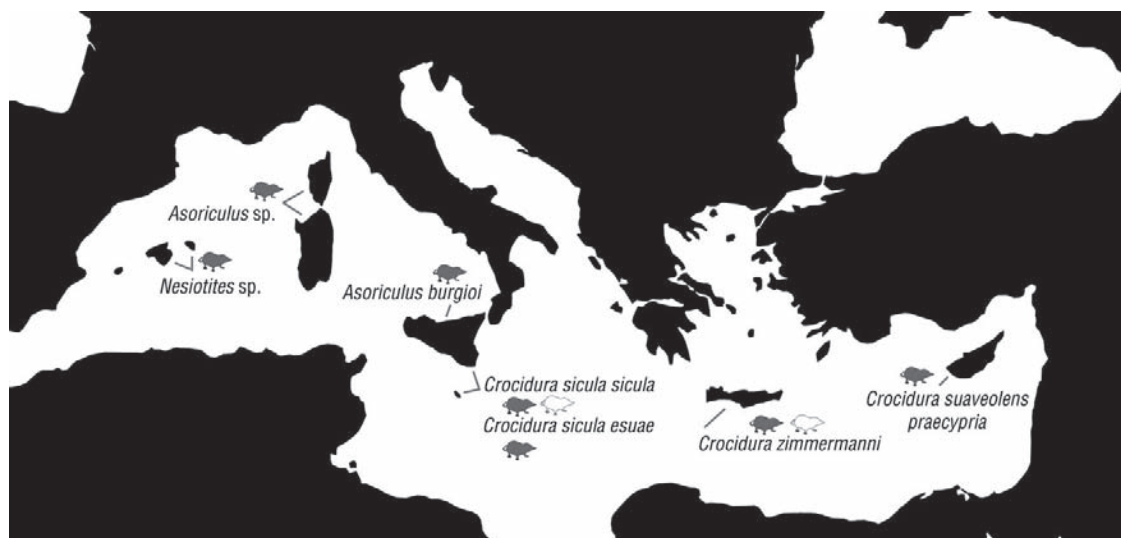 Asoriculus sp.
Nesiotites sp.
Asoriculus burgioi
Crocidura sicula sicula
Crocidura sicula esuae
Crocidura zimmermanni
Crocidura suaveolens
praecypria